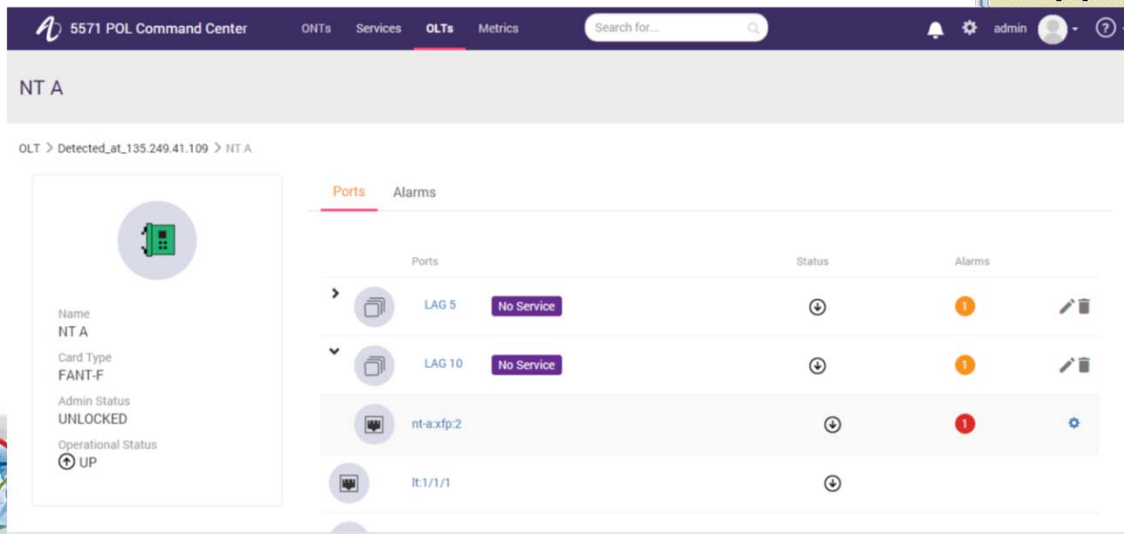 5571 POL Command Center ONTs Services OLTs Metrics Search for... admin ?
NT A
OLT > Detected_at_135.249.41.109 > NT A
Ports Alarms
Ports Status Alarms
LAG 5 No Service 1
LAG 10 No Service 1
nt-a:xfp:2 1
lt:1/1/1
Name
NT A
Card Type
FANT-F
Admin Status
UNLOCKED
Operational Status
UP